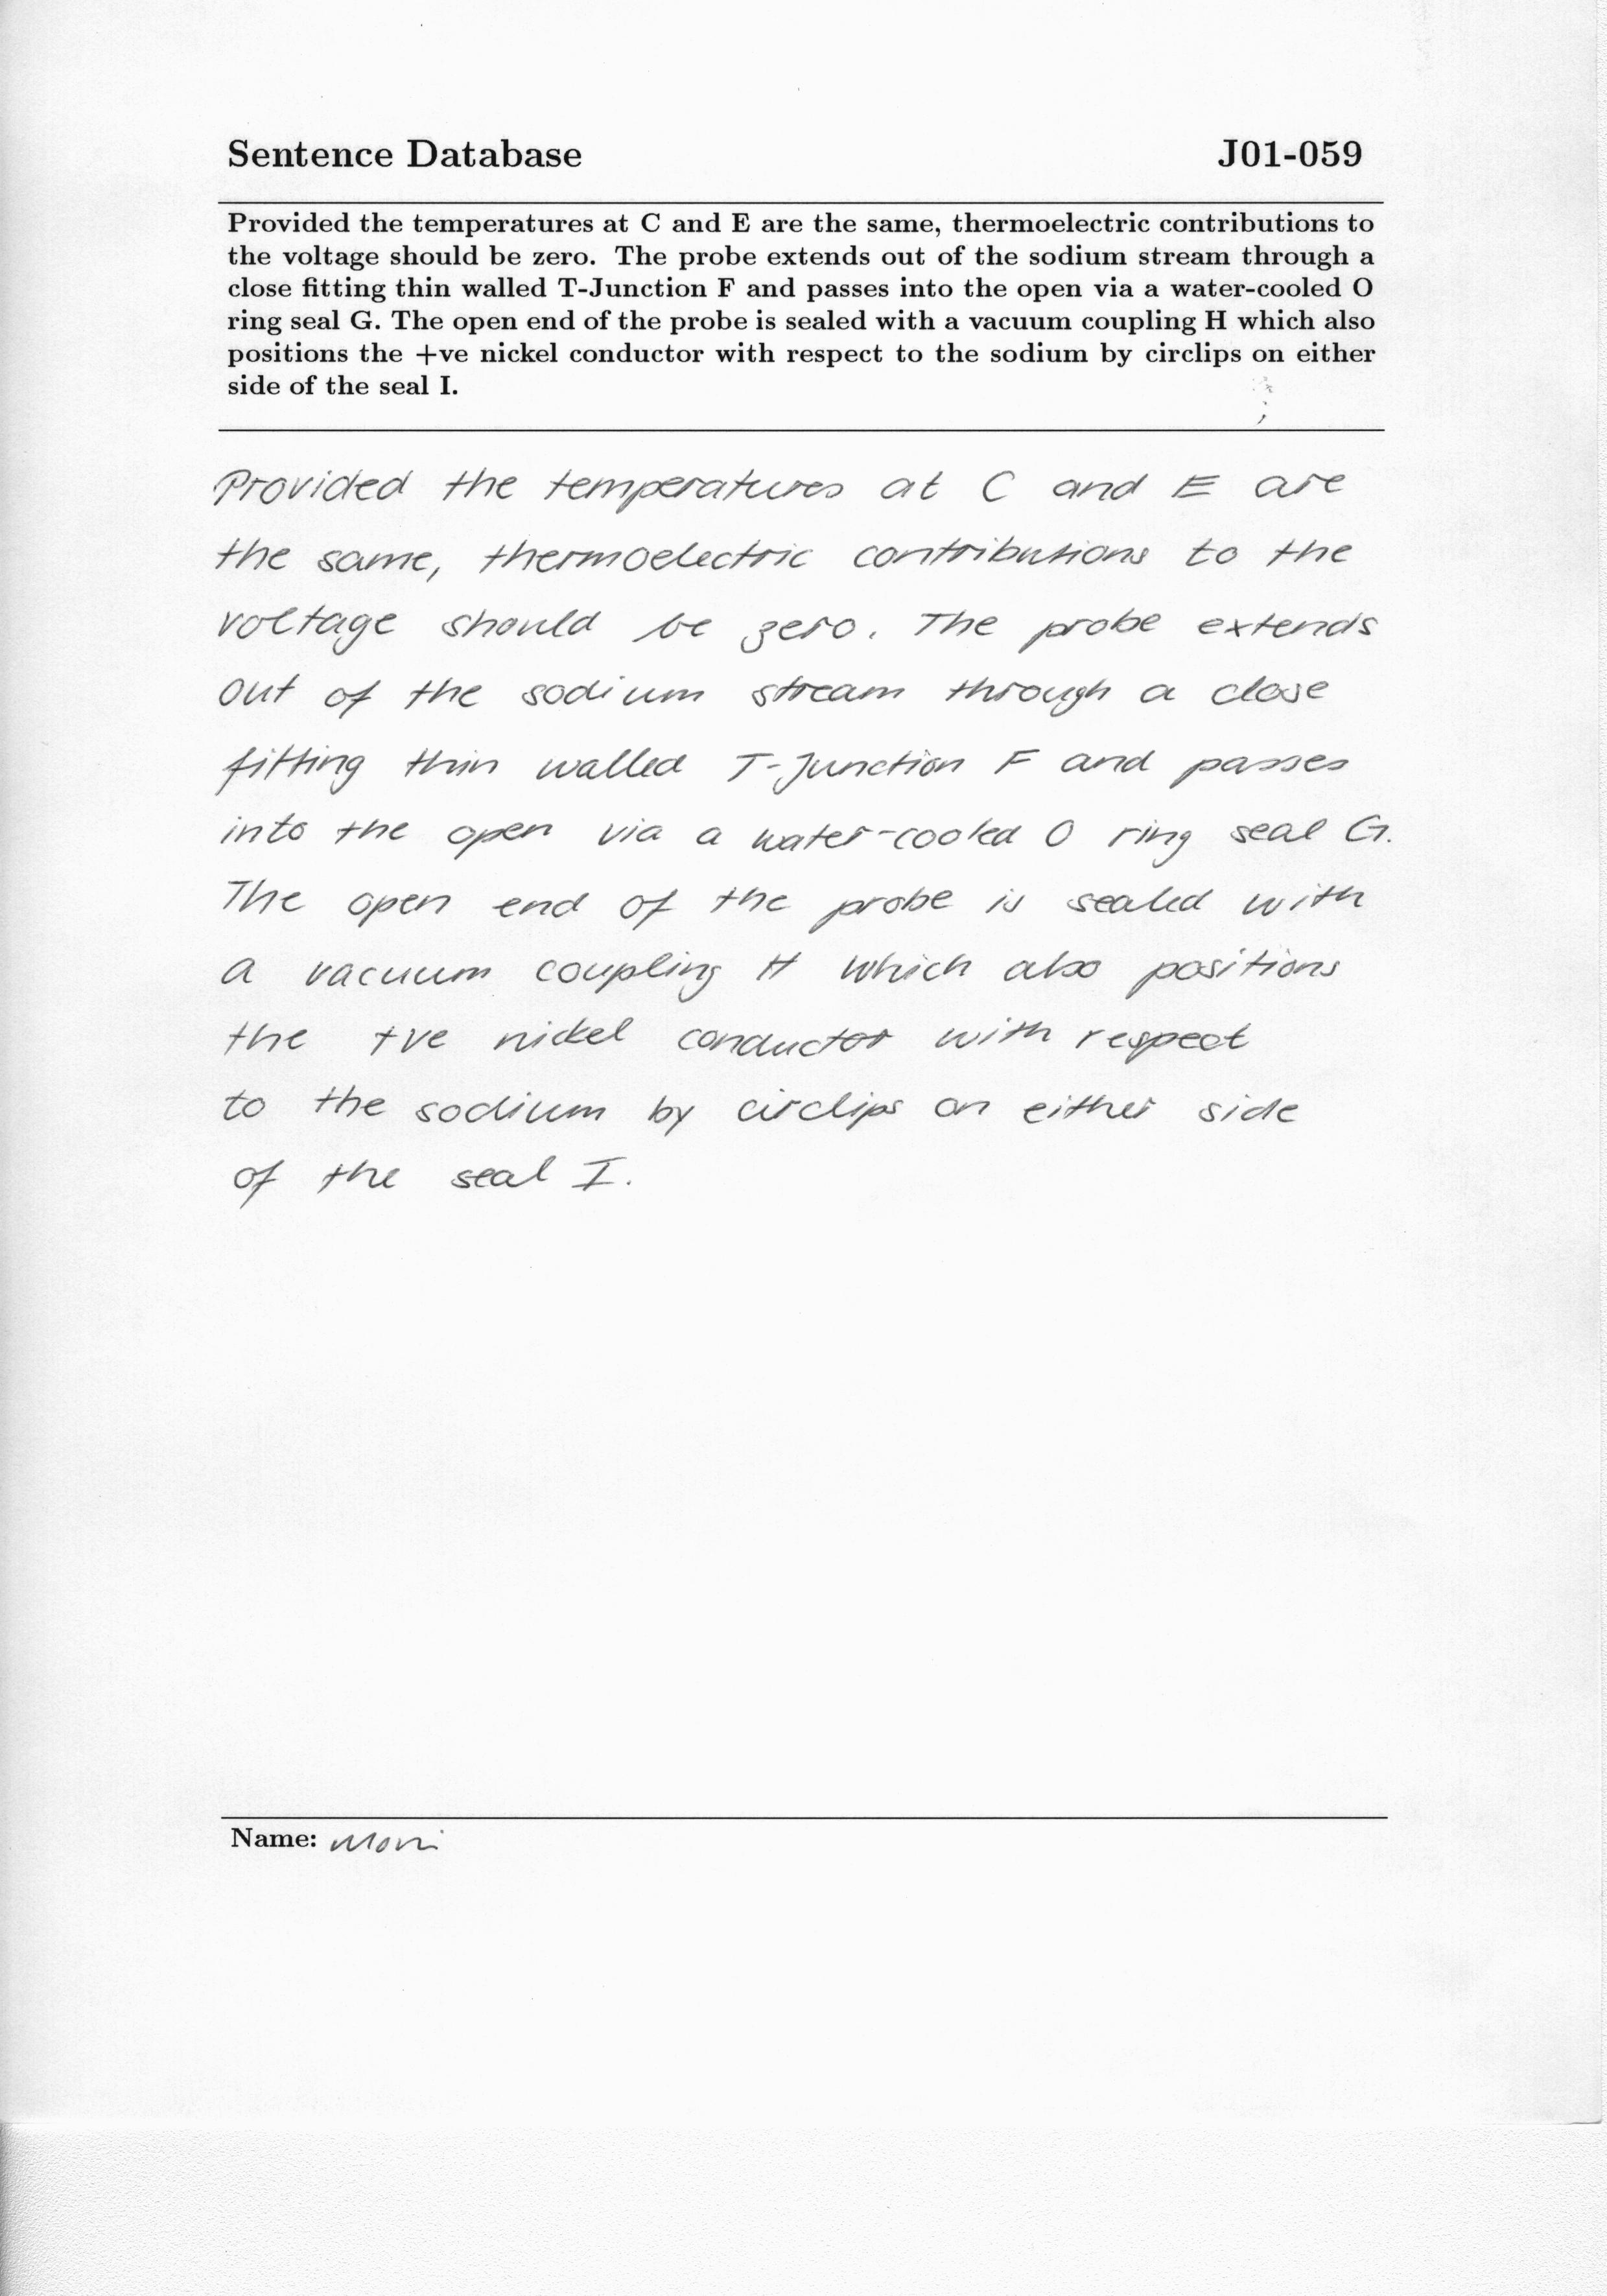 Sentence Database J01-059
Provided the temperatures at C and E are the same, thermoelectric contributions to
the voltage should be zero. The probe extends out of the sodium stream through a
close fitting thin walled T-Junction F and passes into the open via a water-cooled O
ring seal G. The open end of the probe is sealed with a vacuum coupling H which also
positions the +ve nickel conductor with respect to the sodium by circlips on either
side of the seal I.
Provided the temperatures at C and E are
the same, thermoelectric contributions to the
voltage should be zero. The probe extends
out of the sodium stream through a close
fitting thin walled T-Junction F and passes
into the open via a water-cooled O ring seal G.
The open end of the probe is sealed with
a vacuum coupling H which also positions
the +ve nickel conductor with respect
to the sodium by circlips on either side
of the seal I.
Name: Moni